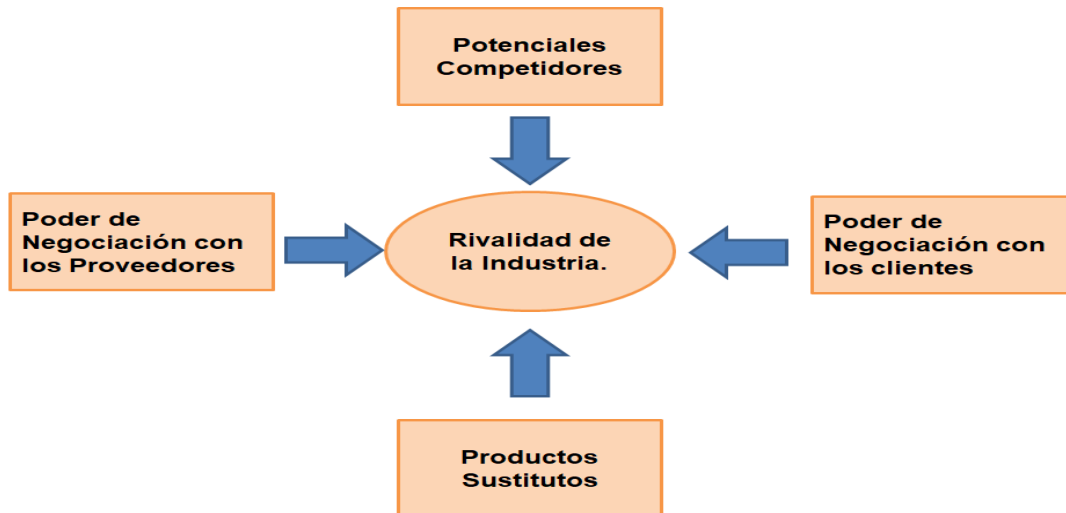 Potenciales
Competidores
Poder de
Negociación con
los Proveedores
Rivalidad de
la Industria.
Poder de
Negociación con
los clientes
Productos
Sustitutos